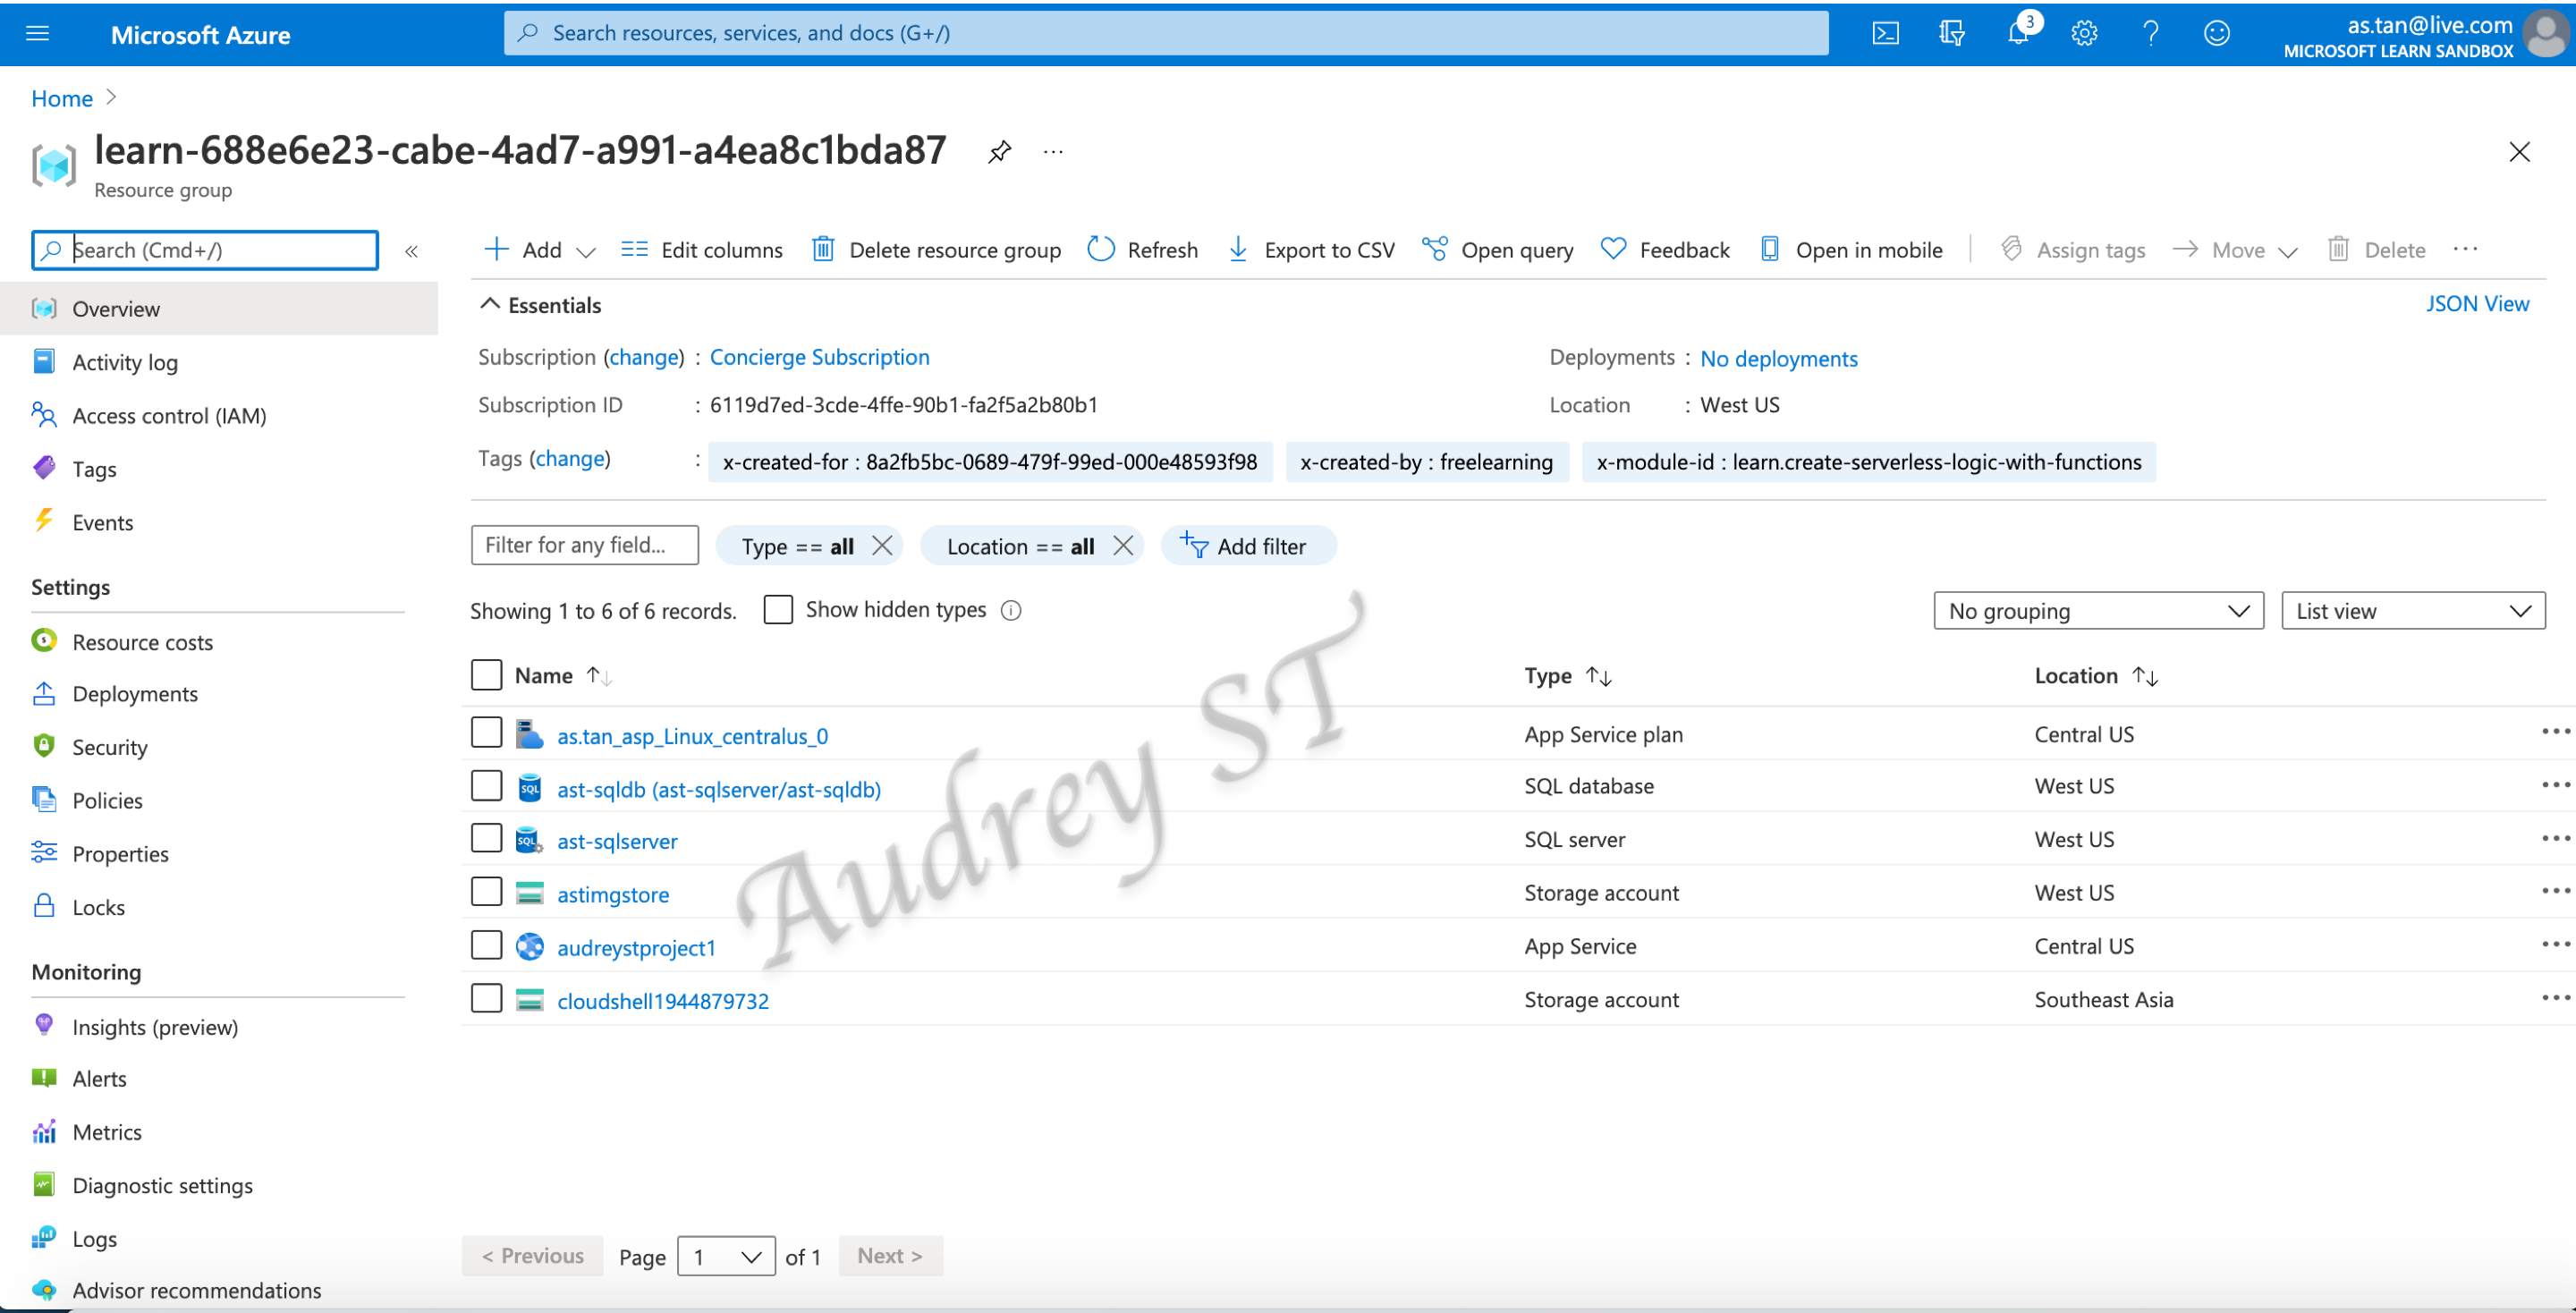 Microsoft Azure
Search resources, services, and docs (G+/)
3
as.tan@live.com
MICROSOFT LEARN SANDBOX
Home >
learn-688e6e23-cabe-4ad7-a991-a4ea8c1bda87
Resource group
Search (Cmd+/)
«
Overview
Activity log
Access control (IAM)
Tags
Events
Settings
Resource costs
Deployments
Security
Policies
Properties
Locks
Monitoring
Insights (preview)
Alerts
Metrics
Diagnostic settings
Logs
Advisor recommendations
Add Edit columns Delete resource group Refresh Export to CSV Open query Feedback Open in mobile Assign tags Move Delete ...
Essentials JSON View
Subscription (change) : Concierge Subscription Deployments : No deployments
Subscription ID : 6119d7ed-3cde-4ffe-90b1-fa2f5a2b80b1 Location : West US
Tags (change) : x-created-for : 8a2fb5bc-0689-479f-99ed-000e48593f98 x-created-by : freelearning x-module-id : learn.create-serverless-logic-with-functions
Filter for any field... Type == all Location == all Add filter
Showing 1 to 6 of 6 records. Show hidden types No grouping List view
Name Type Location
as.tan_asp_Linux_centralus_0 App Service plan Central US
ast-sqldb (ast-sqlserver/ast-sqldb) SQL database West US
ast-sqlserver SQL server West US
astimgstore Storage account West US
audreystproject1 App Service Central US
cloudshell1944879732 Storage account Southeast Asia
Audrey ST
< Previous Page 1 of 1 Next >